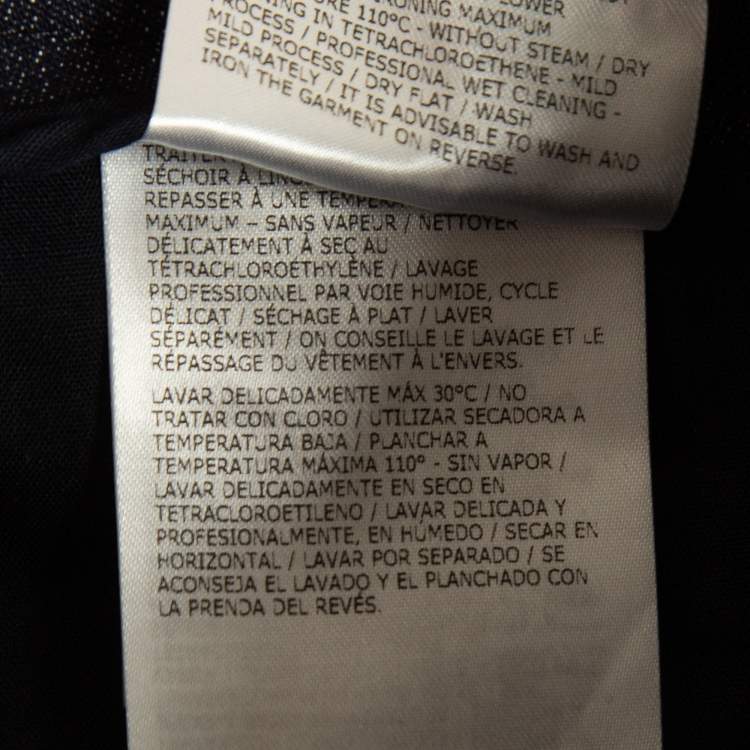 LOWER
IRONING MAXIMUM
110°C - WITHOUT STEAM / DRY
IN TETRACHLOROETHENE - MILD
PROCESS / PROFESSIONAL WET CLEANING -
MILD PROCESS / DRY FLAT / WASH
SEPARATELY / IT IS ADVISABLE TO WASH AND
IRON THE GARMENT ON REVERSE.
SÉCHOIR À
REPASSER À UNE
MAXIMUM – SANS VAPEUR / NETTOYER
DÉLICATEMENT À SEC AU
TÉTRACHLOROÉTHYLÈNE / LAVAGE
PROFESSIONNEL PAR VOIE HUMIDE, CYCLE
DÉLICAT / SÉCHAGE À PLAT / LAVER
SÉPARÉMENT / ON CONSEILLE LE LAVAGE ET LE
RÉPASSAGE DU VÊTEMENT À L'ENVERS.
LAVAR DELICADAMENTE MÁX 30°C / NO
TRATAR CON CLORO / UTILIZAR SECADORA A
TEMPERATURA BAJA / PLANCHAR A
TEMPERATURA MÁXIMA 110° - SIN VAPOR /
LAVAR DELICADAMENTE EN SECO EN
TETRACLOROETILENO / LAVAR DELICADA Y
PROFESIONALMENTE, EN HÚMEDO / SECAR EN
HORIZONTAL / LAVAR POR SEPARADO / SE
ACONSEJA EL LAVADO Y EL PLANCHADO CON
LA PRENDA DEL REVÉS.